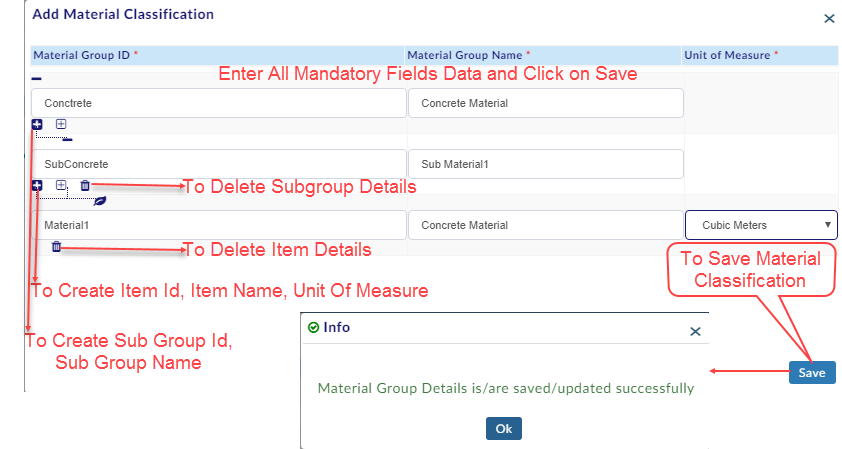 Add Material Classification
Material Group ID * Material Group Name * Unit of Measure *
Enter All Mandatory Fields Data and Click on Save
Conctrete Concrete Material
SubConcrete Sub Material1
To Delete Subgroup Details
Material1 Concrete Material Cubic Meters
To Delete Item Details
To Save Material
Classification
To Create Item Id, Item Name, Unit Of Measure
To Create Sub Group Id,
Sub Group Name
Info
Save
Material Group Details is/are saved/updated successfully
Ok